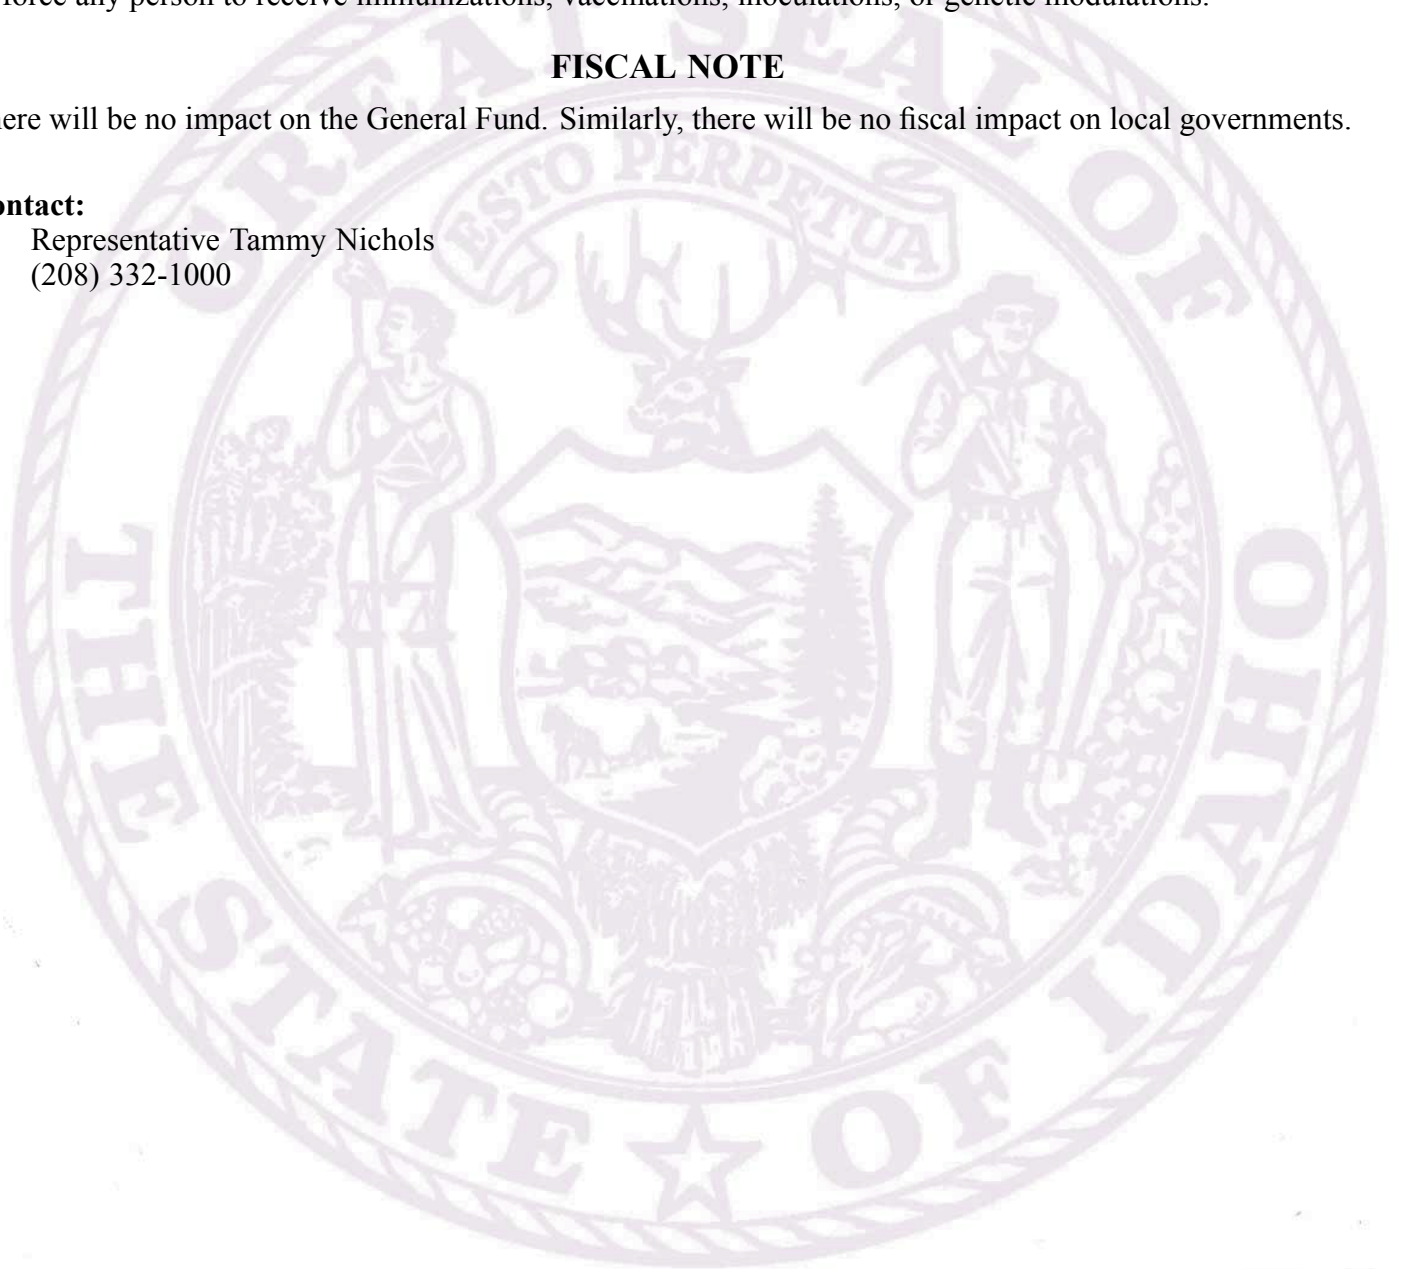 force any person to receive immunizations, vaccinations, inoculations, or genetic modulations.
FISCAL NOTE
here will be no impact on the General Fund. Similarly, there will be no fiscal impact on local governments.
ontact:
Representative Tammy Nichols
(208) 332-1000
GREAT SEAL OF
ESTO PERPETUA
THE STATE ☆ OF IDAHO